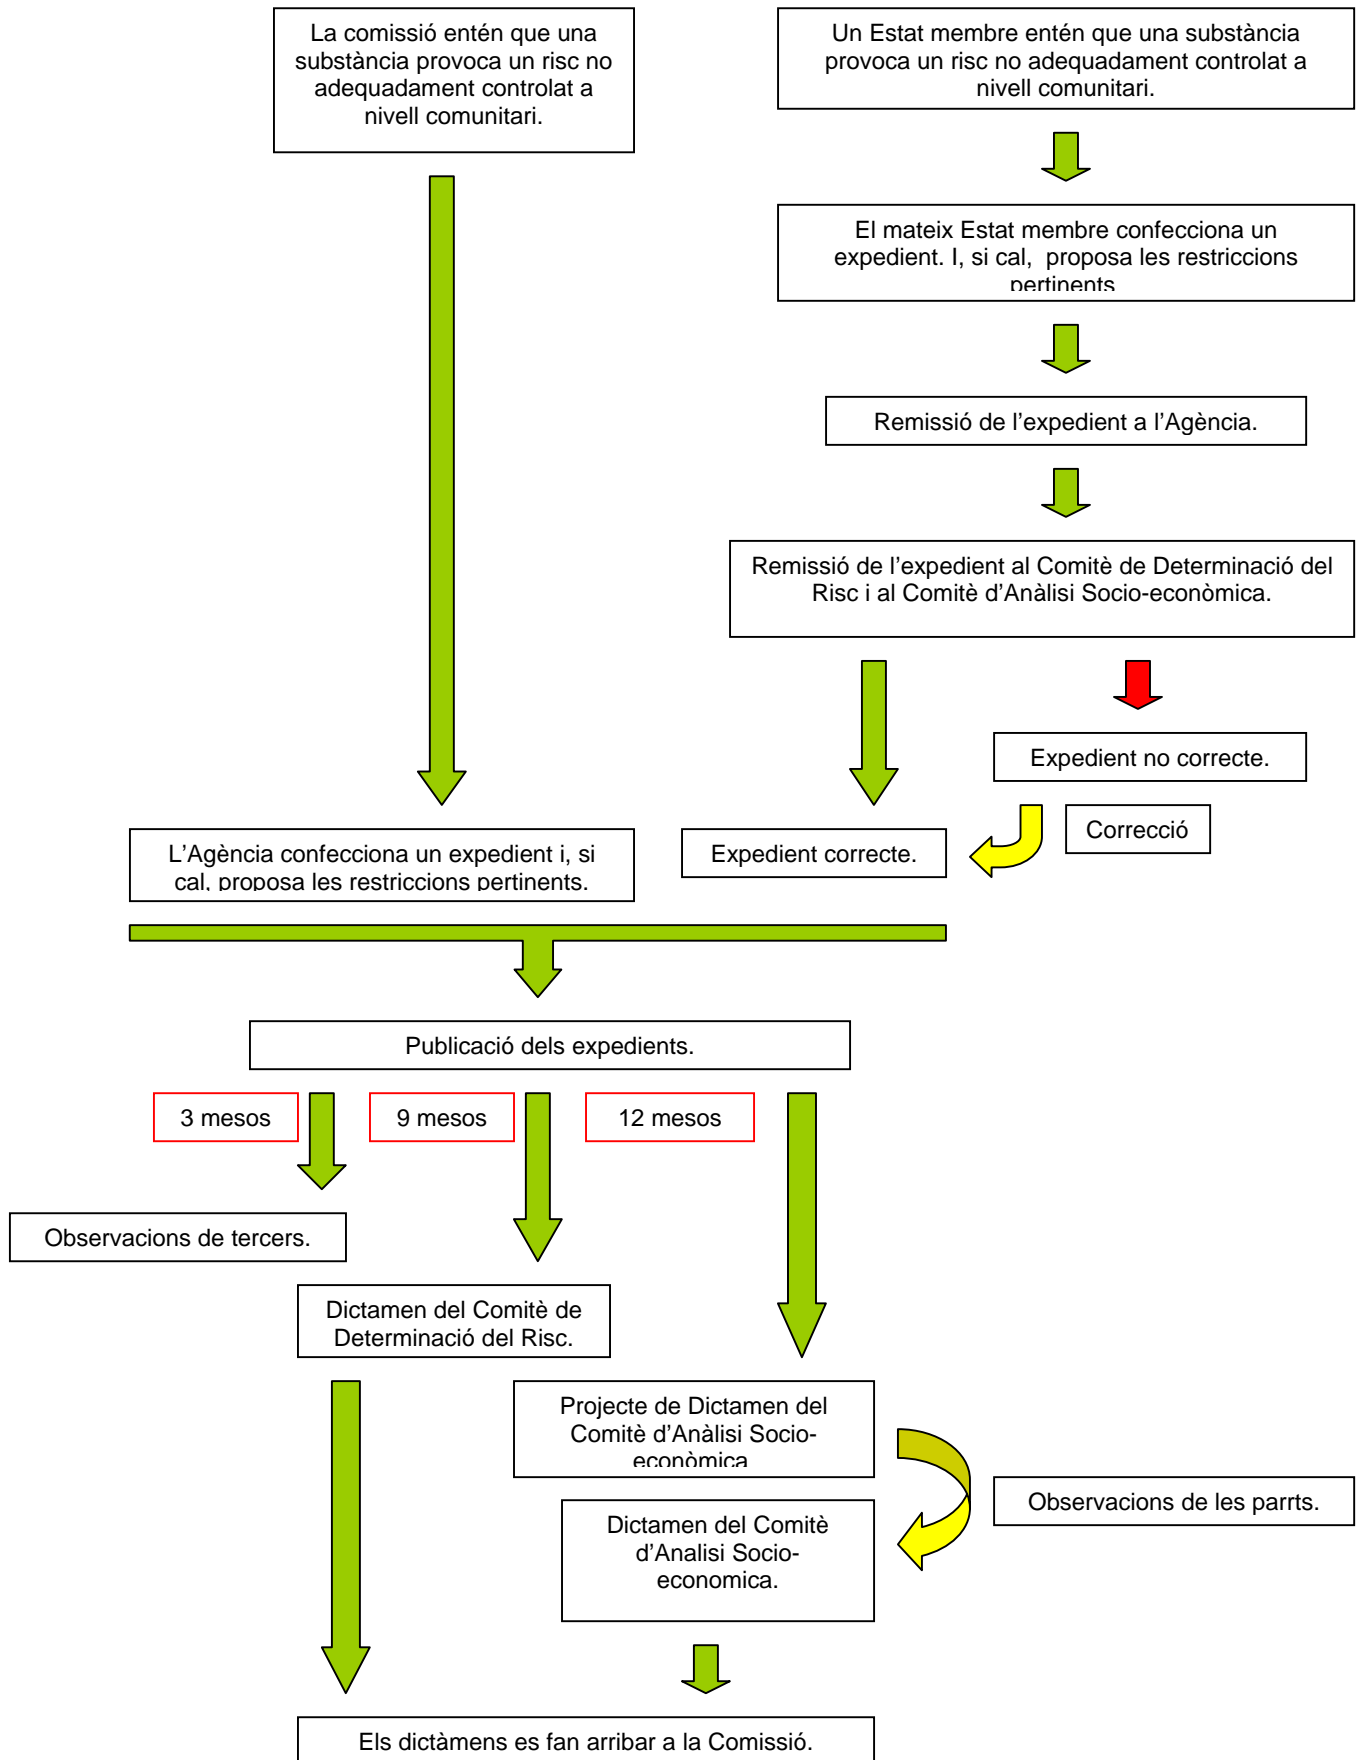 La comissió entén que una
substància provoca un risc no
adequadament controlat a
nivell comunitari.
Un Estat membre entén que una substància
provoca un risc no adequadament controlat a
nivell comunitari.
El mateix Estat membre confecciona un
expedient. I, si cal,  proposa les restriccions
pertinents
Remissió de l’expedient a l’Agència.
Remissió de l’expedient al Comitè de Determinació del
Risc i al Comitè d’Anàlisi Socio-econòmica.
Expedient no correcte.
Correcció
L’Agència confecciona un expedient i, si
cal, proposa les restriccions pertinents.
Expedient correcte.
Publicació dels expedients.
3 mesos
9 mesos
12 mesos
Observacions de tercers.
Dictamen del Comitè de
Determinació del Risc.
Projecte de Dictamen del
Comitè d’Anàlisi Socio-
econòmica
Observacions de les parrts.
Dictamen del Comitè
d’Analisi Socio-
economica.
Els dictàmens es fan arribar a la Comissió.